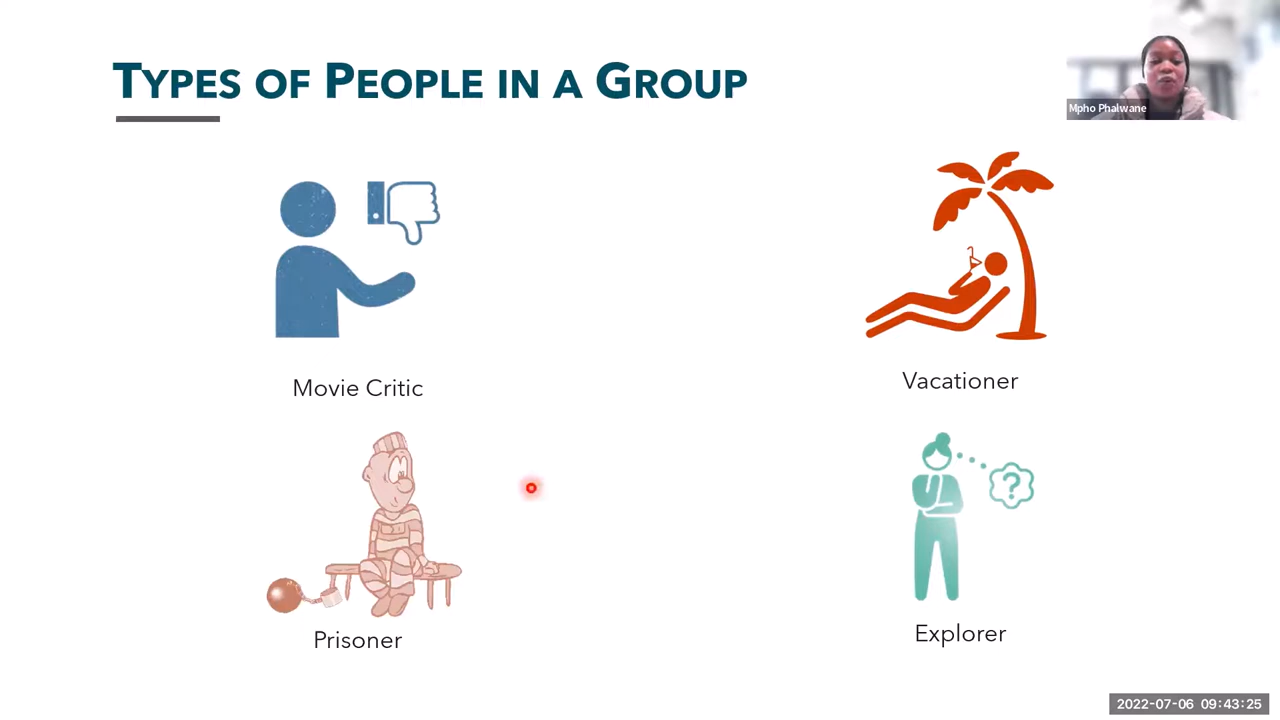 TYPES OF PEOPLE IN A GROUP
Mpho Phalwane
Movie Critic
Vacationer
?
Prisoner
Explorer
2022-07-06 09:43:25